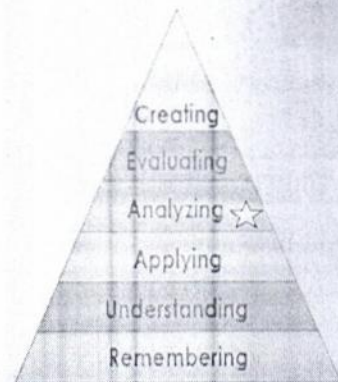 Creating
Evaluating
Analyzing
Applying
Understanding
Remembering